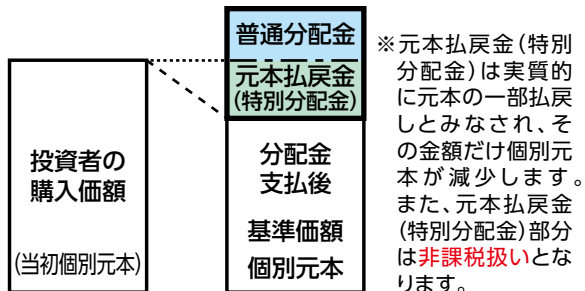 普通分配金
元本払戻金
(特別分配金)
投資者の
購入価額
(当初個別元本)
分配金
支払後
基準価額
個別元本
※元本払戻金(特別
分配金)は実質的
に元本の一部払戻
しとみなされ、そ
の金額だけ個別元
本が減少します。
また、元本払戻金
(特別分配金)部分
は非課税扱いとな
ります。